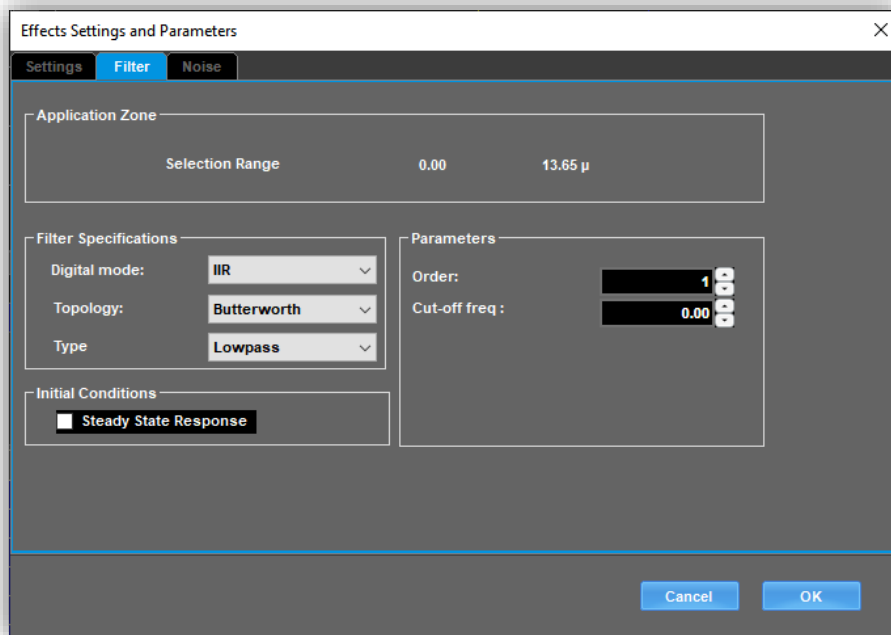 Effects Settings and Parameters
Settings Filter Noise
Application Zone
Selection Range 0.00 13.65 µ
Filter Specifications
Digital mode: IIR
Topology: Butterworth
Type Lowpass
Parameters
Order: 1
Cut-off freq : 0.00
Initial Conditions
Steady State Response
Cancel OK